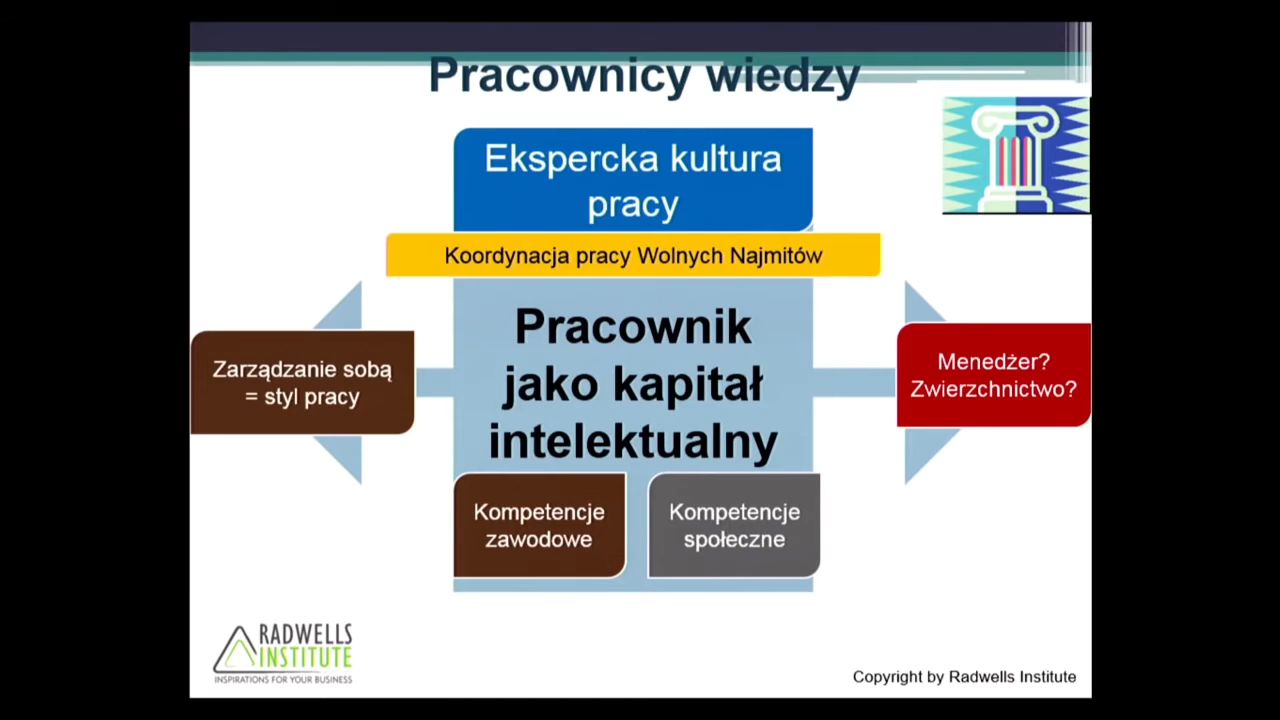 Pracownicy wiedzy
Ekspercka kultura
pracy
Koordynacja pracy Wolnych Najmitów
Pracownik
jako kapitał
intelektualny
Zarządzanie sobą
= styl pracy
Menedżer?
Zwierzchnictwo?
Kompetencje
zawodowe
Kompetencje
społeczne
RADWELLS
INSTITUTE
INSPIRATIONS FOR YOUR BUSINESS
Copyright by Radwells Institute